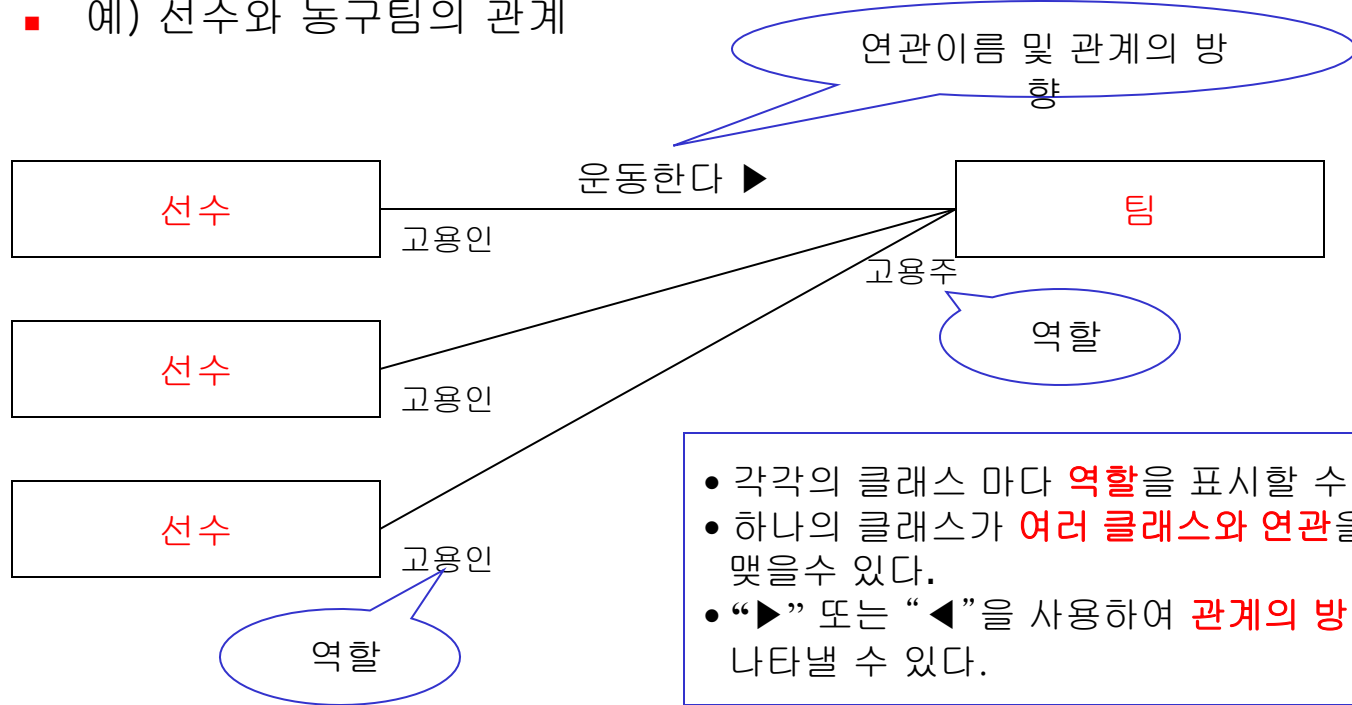 ■ 예) 선수와 농구팀의 관계
연관이름 및 관계의 방
향
운동한다 ▶
선수
팀
고용인
고용주
역할
선수
고용인
선수
고용인
역할
• 각각의 클래스 마다 역할을 표시할 수
• 하나의 클래스가 여러 클래스와 연관을
맺을수 있다.
• “▶” 또는 “◀”을 사용하여 관계의 방
나타낼 수 있다.